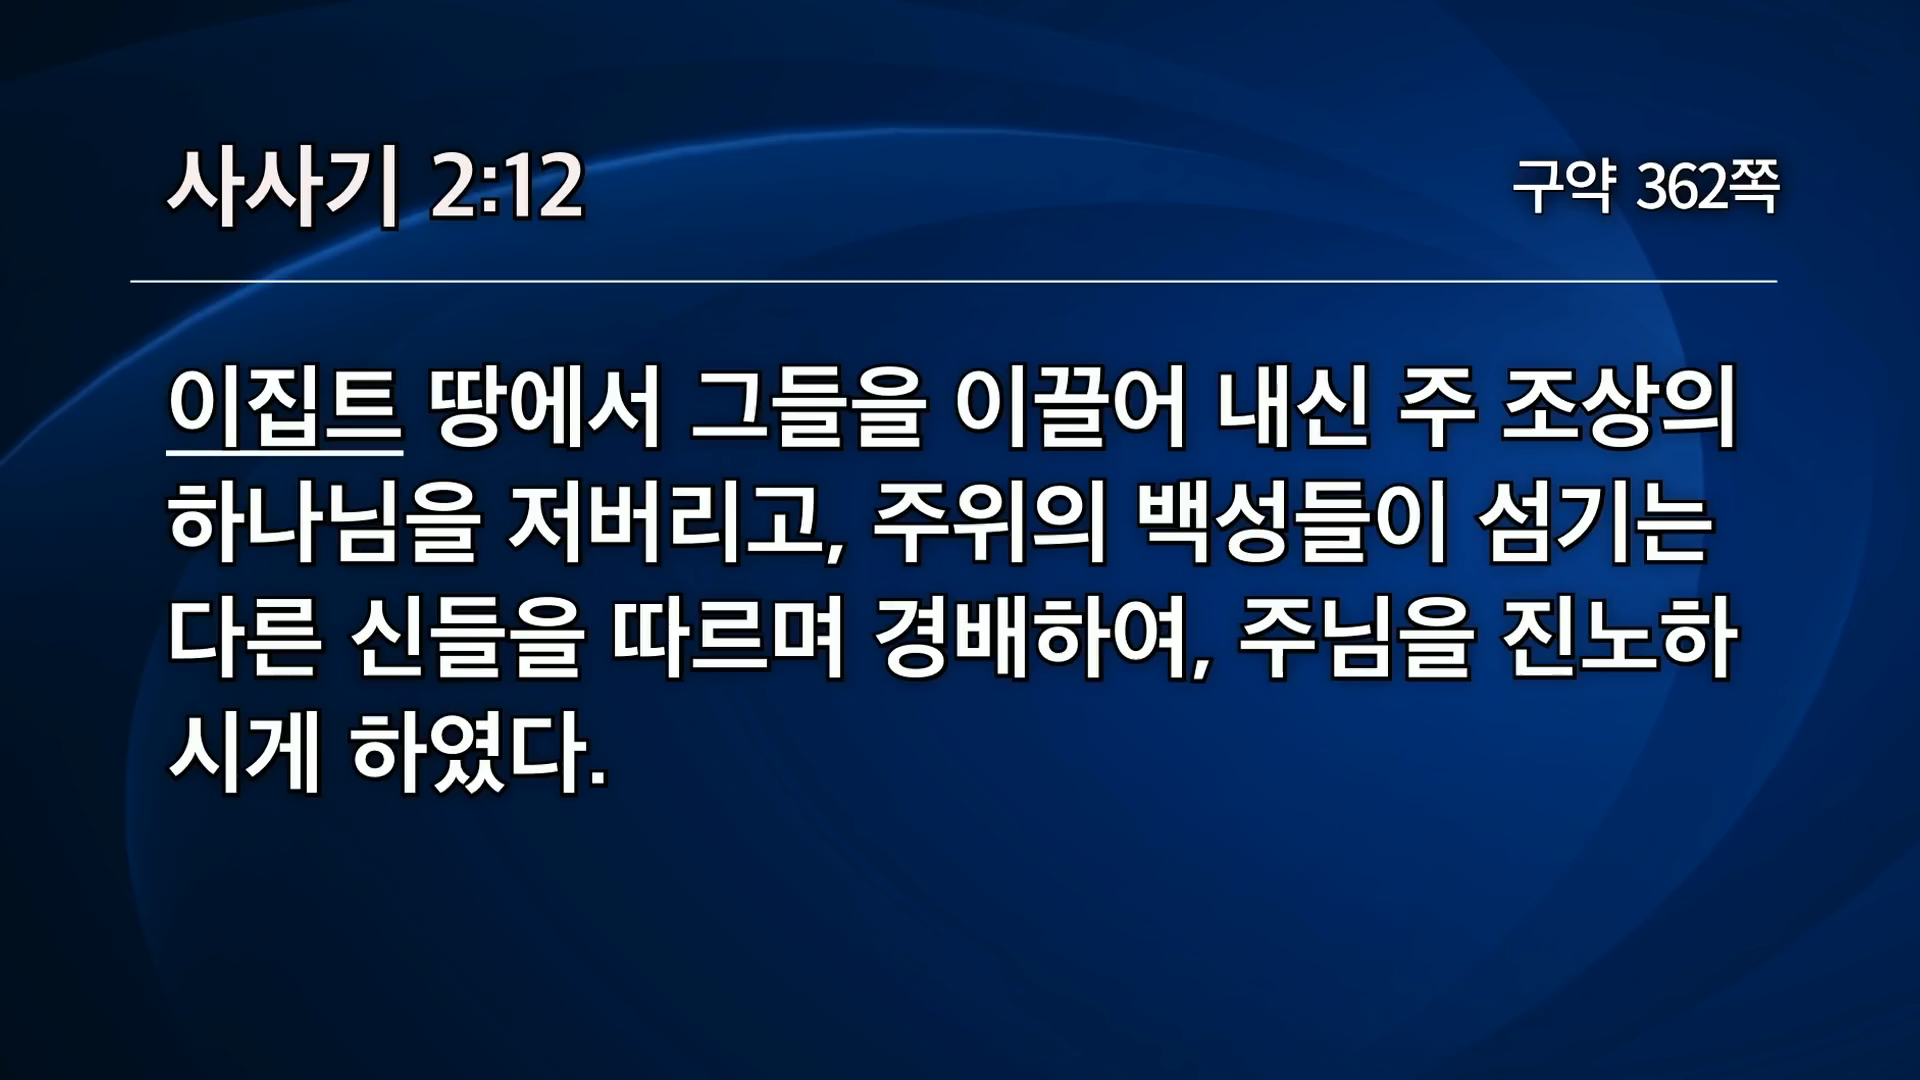 사사기 2:12
구약 362쪽
이집트 땅에서 그들을 이끌어 내신 주 조상의
하나님을 저버리고, 주위의 백성들이 섬기는
다른 신들을 따르며 경배하여, 주님을 진노하
시게 하였다.